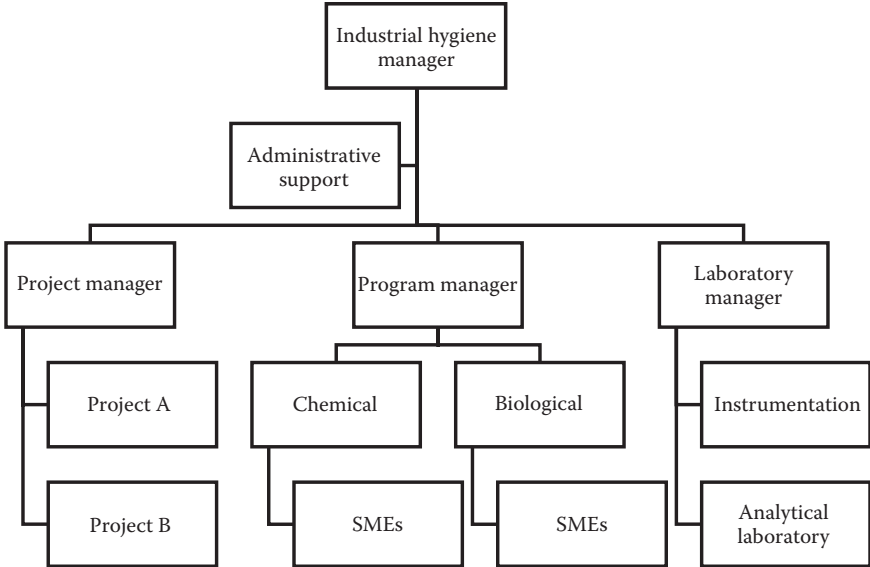 Industrial hygiene
manager
Administrative
support
Project manager
Program manager
Laboratory
manager
Project A
Chemical
Biological
Instrumentation
Project B
SMEs
SMEs
Analytical
laboratory